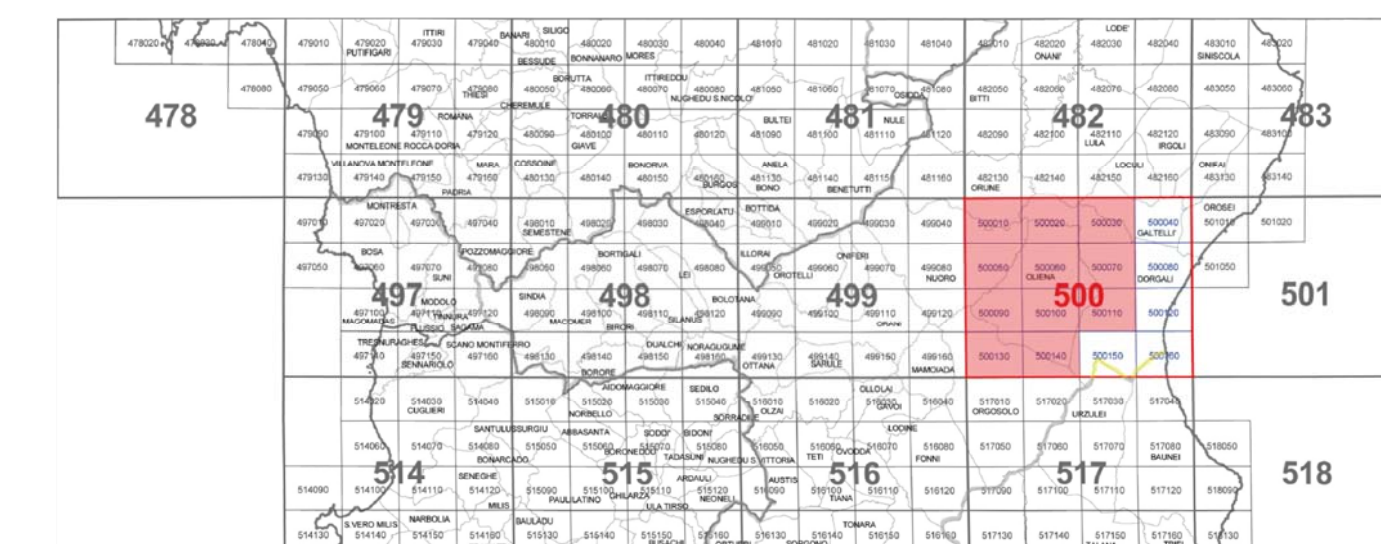 LODE'
ITTIRI BANARI SILIGO
478020 478030 478040 479010 479020 479030 479040 480010 480020 480030 480040 481010 481020 481030 481040 482010 482020 482030 482040 483010 483020
PUTIFIGARI BESSUDE BONNANARO MORES ONANI' SINISCOLA
BORUTTA ITTIREDDU
478080 479050 479060 479070 479080 480050 480060 480070 480080 481050 481060 481070 481080 482050 482060 482070 482080 483050 483060
THIESI CHEREMULE NUGHEDU S.NICOLO' OSIDDA BITTI
478 479 480 481 482 483
ROMANA TORRALBA BULTEI NULE
479090 479100 479110 479120 480090 480100 480110 480120 481090 481100 481110 481120 482090 482100 482110 482120 483090 483100
MONTELEONE ROCCA DORIA GIAVE LULA IRGOLI
VILLANOVA MONTELEONE MARA COSSOINE BONORVA ANELA LOCULI ONIFAI
479130 479140 479150 479160 480130 480140 480150 480160 481130 481140 481150 481160 482130 482140 482150 482160 483130 483140
PADRIA BURGOS BONO BENETUTTI ORUNE
MONTRESTA ESPORLATU BOTTIDA OROSEI
497010 497020 497030 497040 498010 498020 498030 498040 499010 499020 499030 499040 500010 500020 500030 500040 501010 501020
SEMESTENE GALTELLI'
BOSA POZZOMAGGIORE BORTIGALI ILLORAI ONIFERI
497050 497060 497070 497080 498050 498060 498070 498080 499050 499060 499070 499080 500050 500060 500070 500080 501050
SUNI LEI OROTELLI NUORO OLIENA DORGALI
497 498 499 500 501
MODOLO SINDIA BOLOTANA
497100 497110 497120 498090 498100 498110 498120 499090 499100 499110 499120 500090 500100 500110 500120
MAGOMADAS TINNURA FLUSSIO SAGAMA MACOMER BIRORI SILANUS ORANI
TRESNURAGHES SCANO MONTIFERRO DUALCHI NORAGUGUME
497140 497150 497160 498130 498140 498150 498160 499130 499140 499150 499160 500130 500140 500150 500160
SENNARIOLO BORORE OTTANA SARULE MAMOIADA
AIDOMAGGIORE SEDILO OLLOLAI
514020 514030 514040 515010 515020 515030 515040 516010 516020 516030 516040 517010 517020 517030 517040
CUGLIERI NORBELLO SORRADILE OLZAI GAVOI ORGOSOLO URZULEI
SANTULUSSURGIU ABBASANTA SODDI' BIDONI' LODINE
514060 514070 514080 515050 515060 515070 515080 516050 516060 516070 516080 517050 517060 517070 517080 518050
BONARCADO BORONEDDU TADASUNI NUGHEDU S. VITTORIA TETI OVODDA FONNI BAUNEI
514 515 516 517 518
SENEGHE ARDAULI AUSTIS
514090 514100 514110 514120 515090 515100 515110 515120 516090 516100 516110 516120 517090 517100 517110 517120 518090
MILIS PAULILATINO GHILARZA ULA TIRSO NEONELI TIANA
S.VERO MILIS NARBOLIA BAULADU TONARA
514130 514140 514150 514160 515130 515140 515150 515160 516130 516140 516150 516160 517130 517140 517150 517160 518130
BUSACHI ORTUERI SORGONO TALANA TRIEI